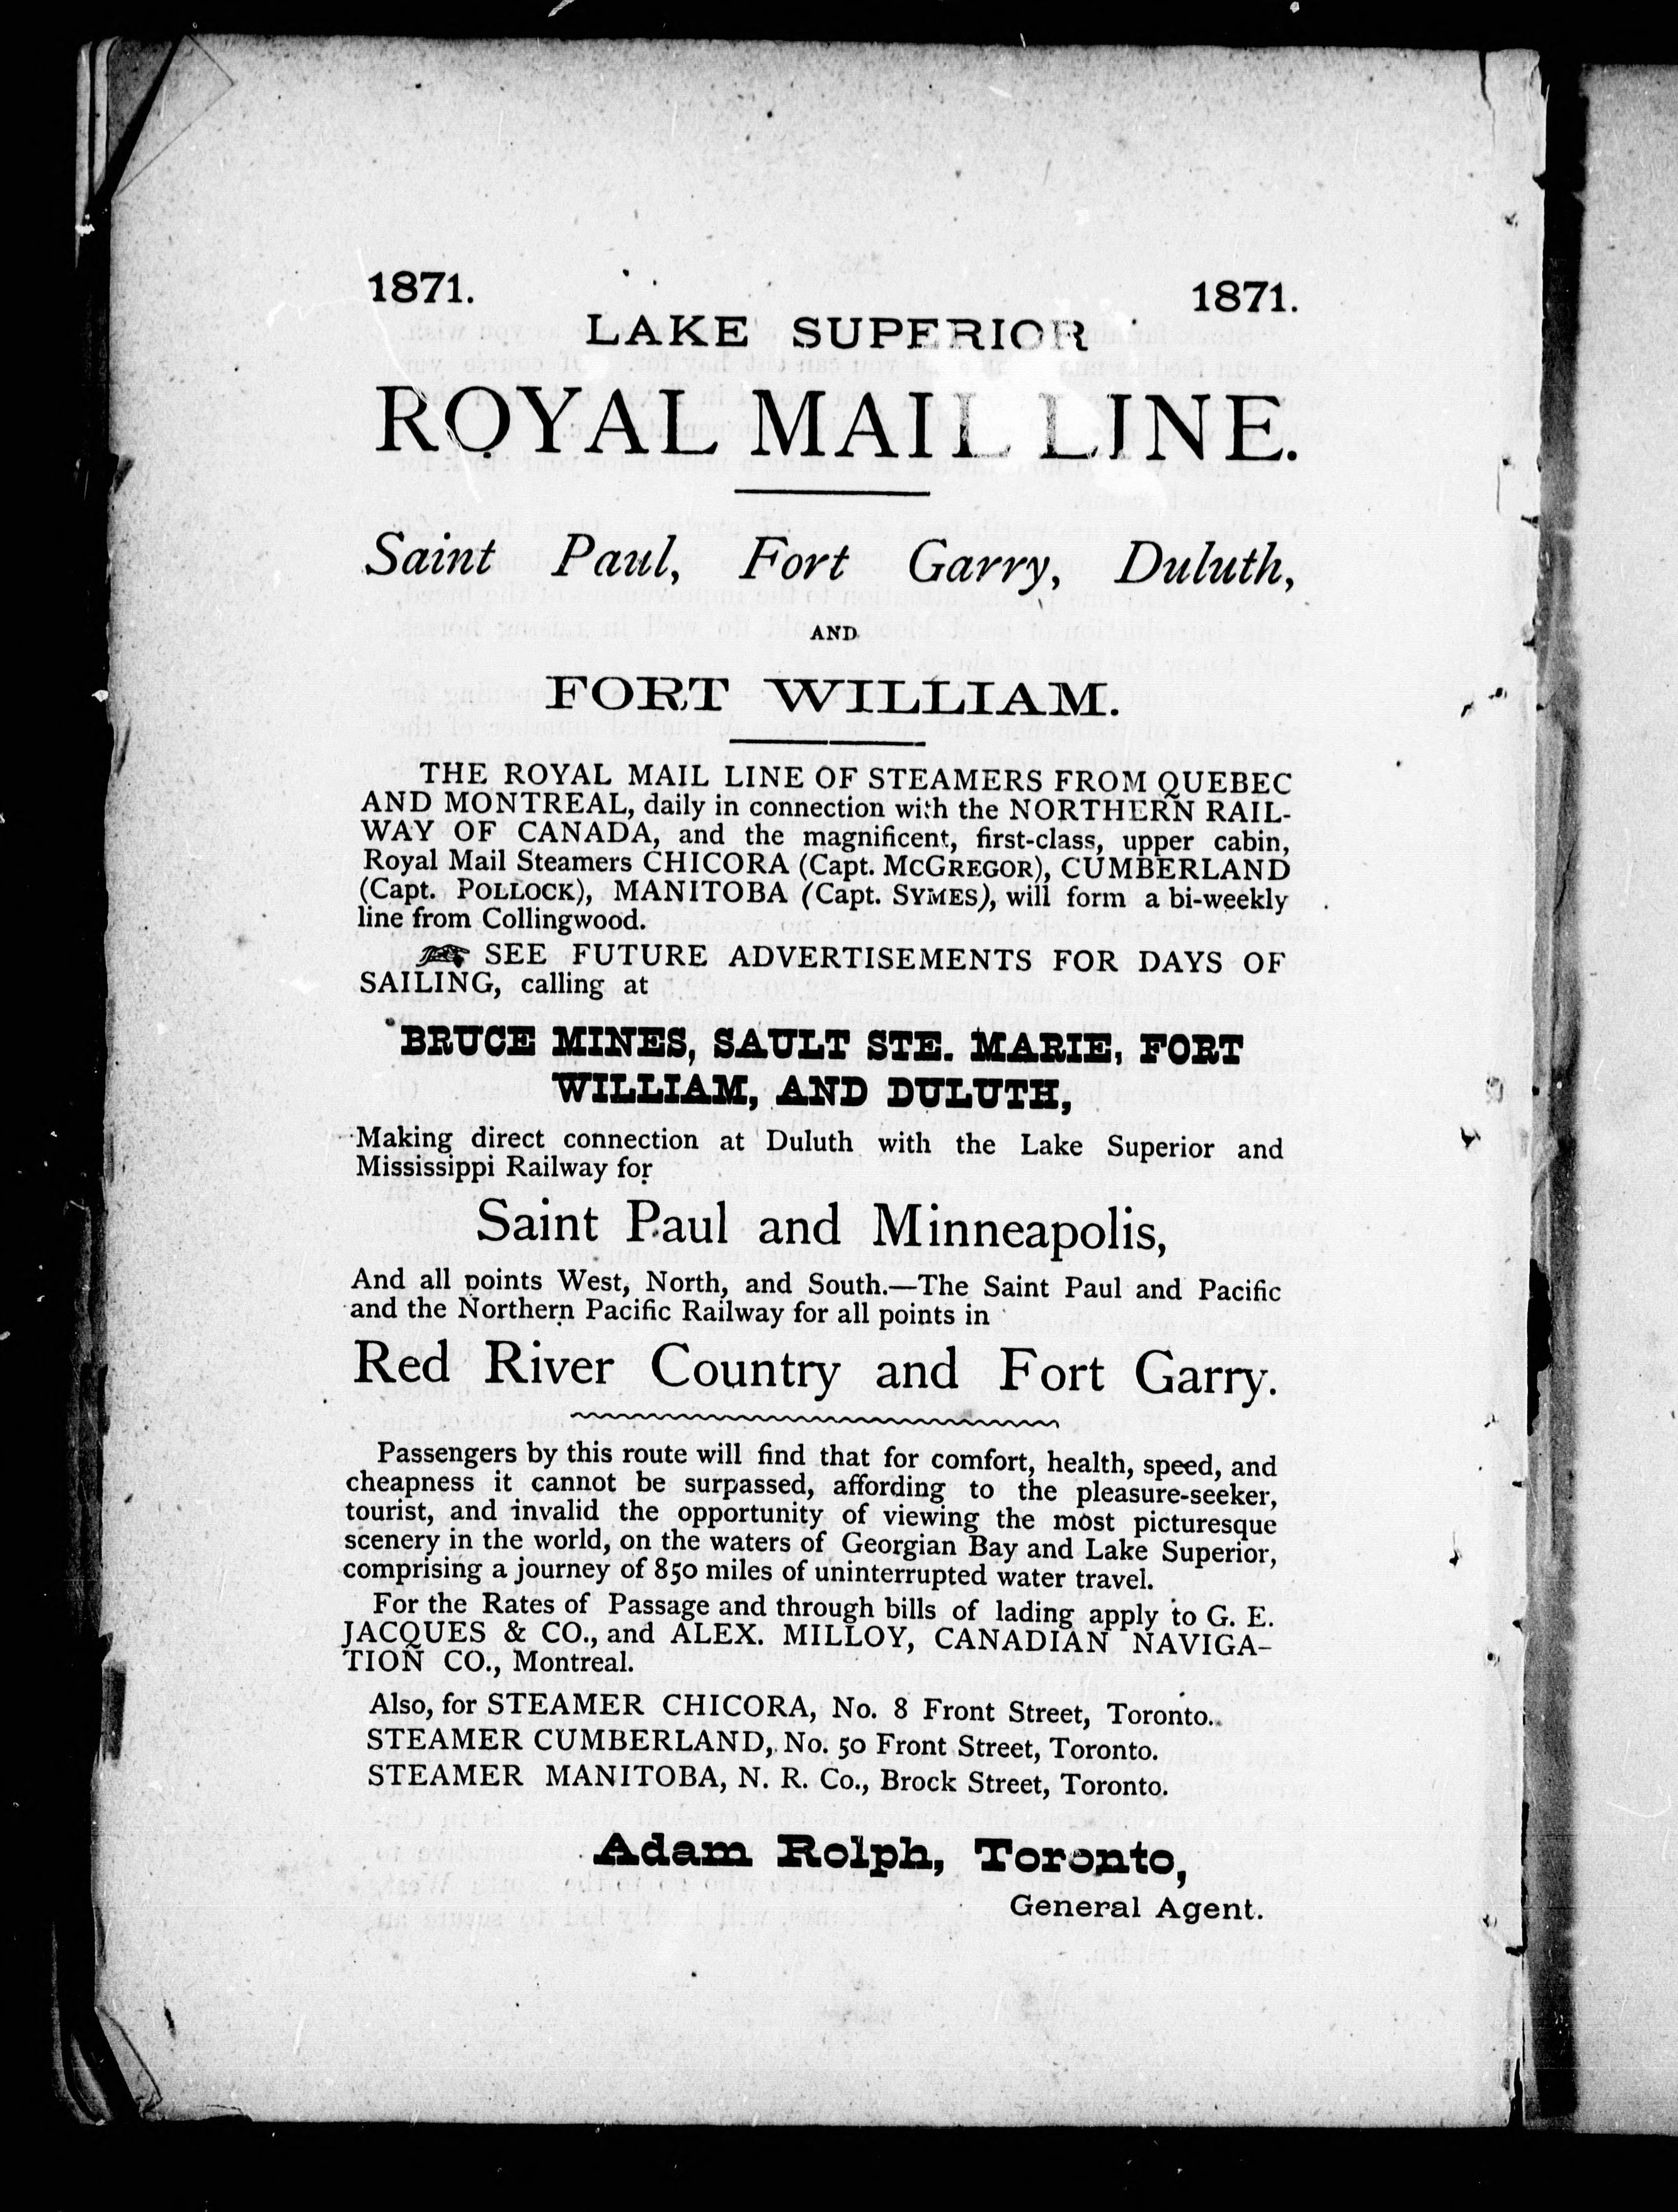 1871. 1871.
LAKE SUPERIOR
ROYAL MAIL LINE.
Saint Paul, Fort Garry, Duluth,
AND
FORT WILLIAM.
THE ROYAL MAIL LINE OF STEAMERS FROM QUEBEC
AND MONTREAL, daily in connection with the NORTHERN RAIL-
WAY OF CANADA, and the magnificent, first-class, upper cabin,
Royal Mail Steamers CHICORA (Capt. McGREGOR), CUMBERLAND
(Capt. POLLOCK), MANITOBA (Capt. SYMES), will form a bi-weekly
line from Collingwood.
SEE FUTURE ADVERTISEMENTS FOR DAYS OF
SAILING, calling at
BRUCE MINES, SAULT STE. MARIE, FORT
WILLIAM, AND DULUTH,
Making direct connection at Duluth with the Lake Superior and
Mississippi Railway for
Saint Paul and Minneapolis,
And all points West, North, and South.—The Saint Paul and Pacific
and the Northern Pacific Railway for all points in
Red River Country and Fort Garry.
Passengers by this route will find that for comfort, health, speed, and
cheapness it cannot be surpassed, affording to the pleasure-seeker,
tourist, and invalid the opportunity of viewing the most picturesque
scenery in the world, on the waters of Georgian Bay and Lake Superior,
comprising a journey of 850 miles of uninterrupted water travel.
For the Rates of Passage and through bills of lading apply to G. E.
JACQUES & CO., and ALEX. MILLOY, CANADIAN NAVIGA-
TION CO., Montreal.
Also, for STEAMER CHICORA, No. 8 Front Street, Toronto.
STEAMER CUMBERLAND, No. 50 Front Street, Toronto.
STEAMER MANITOBA, N. R. Co., Brock Street, Toronto.
Adam Rolph, Toronto,
General Agent.